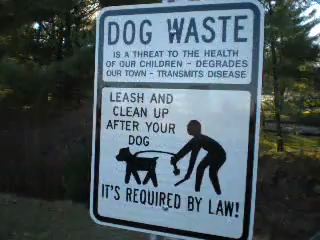 DOG WASTE
IS A THREAT TO THE HEALTH
OF OUR CHILDREN - DEGRADES
OUR TOWN - TRANSMITS DISEASE
LEASH AND
CLEAN UP
AFTER YOUR
DOG
IT'S REQUIRED BY LAW!